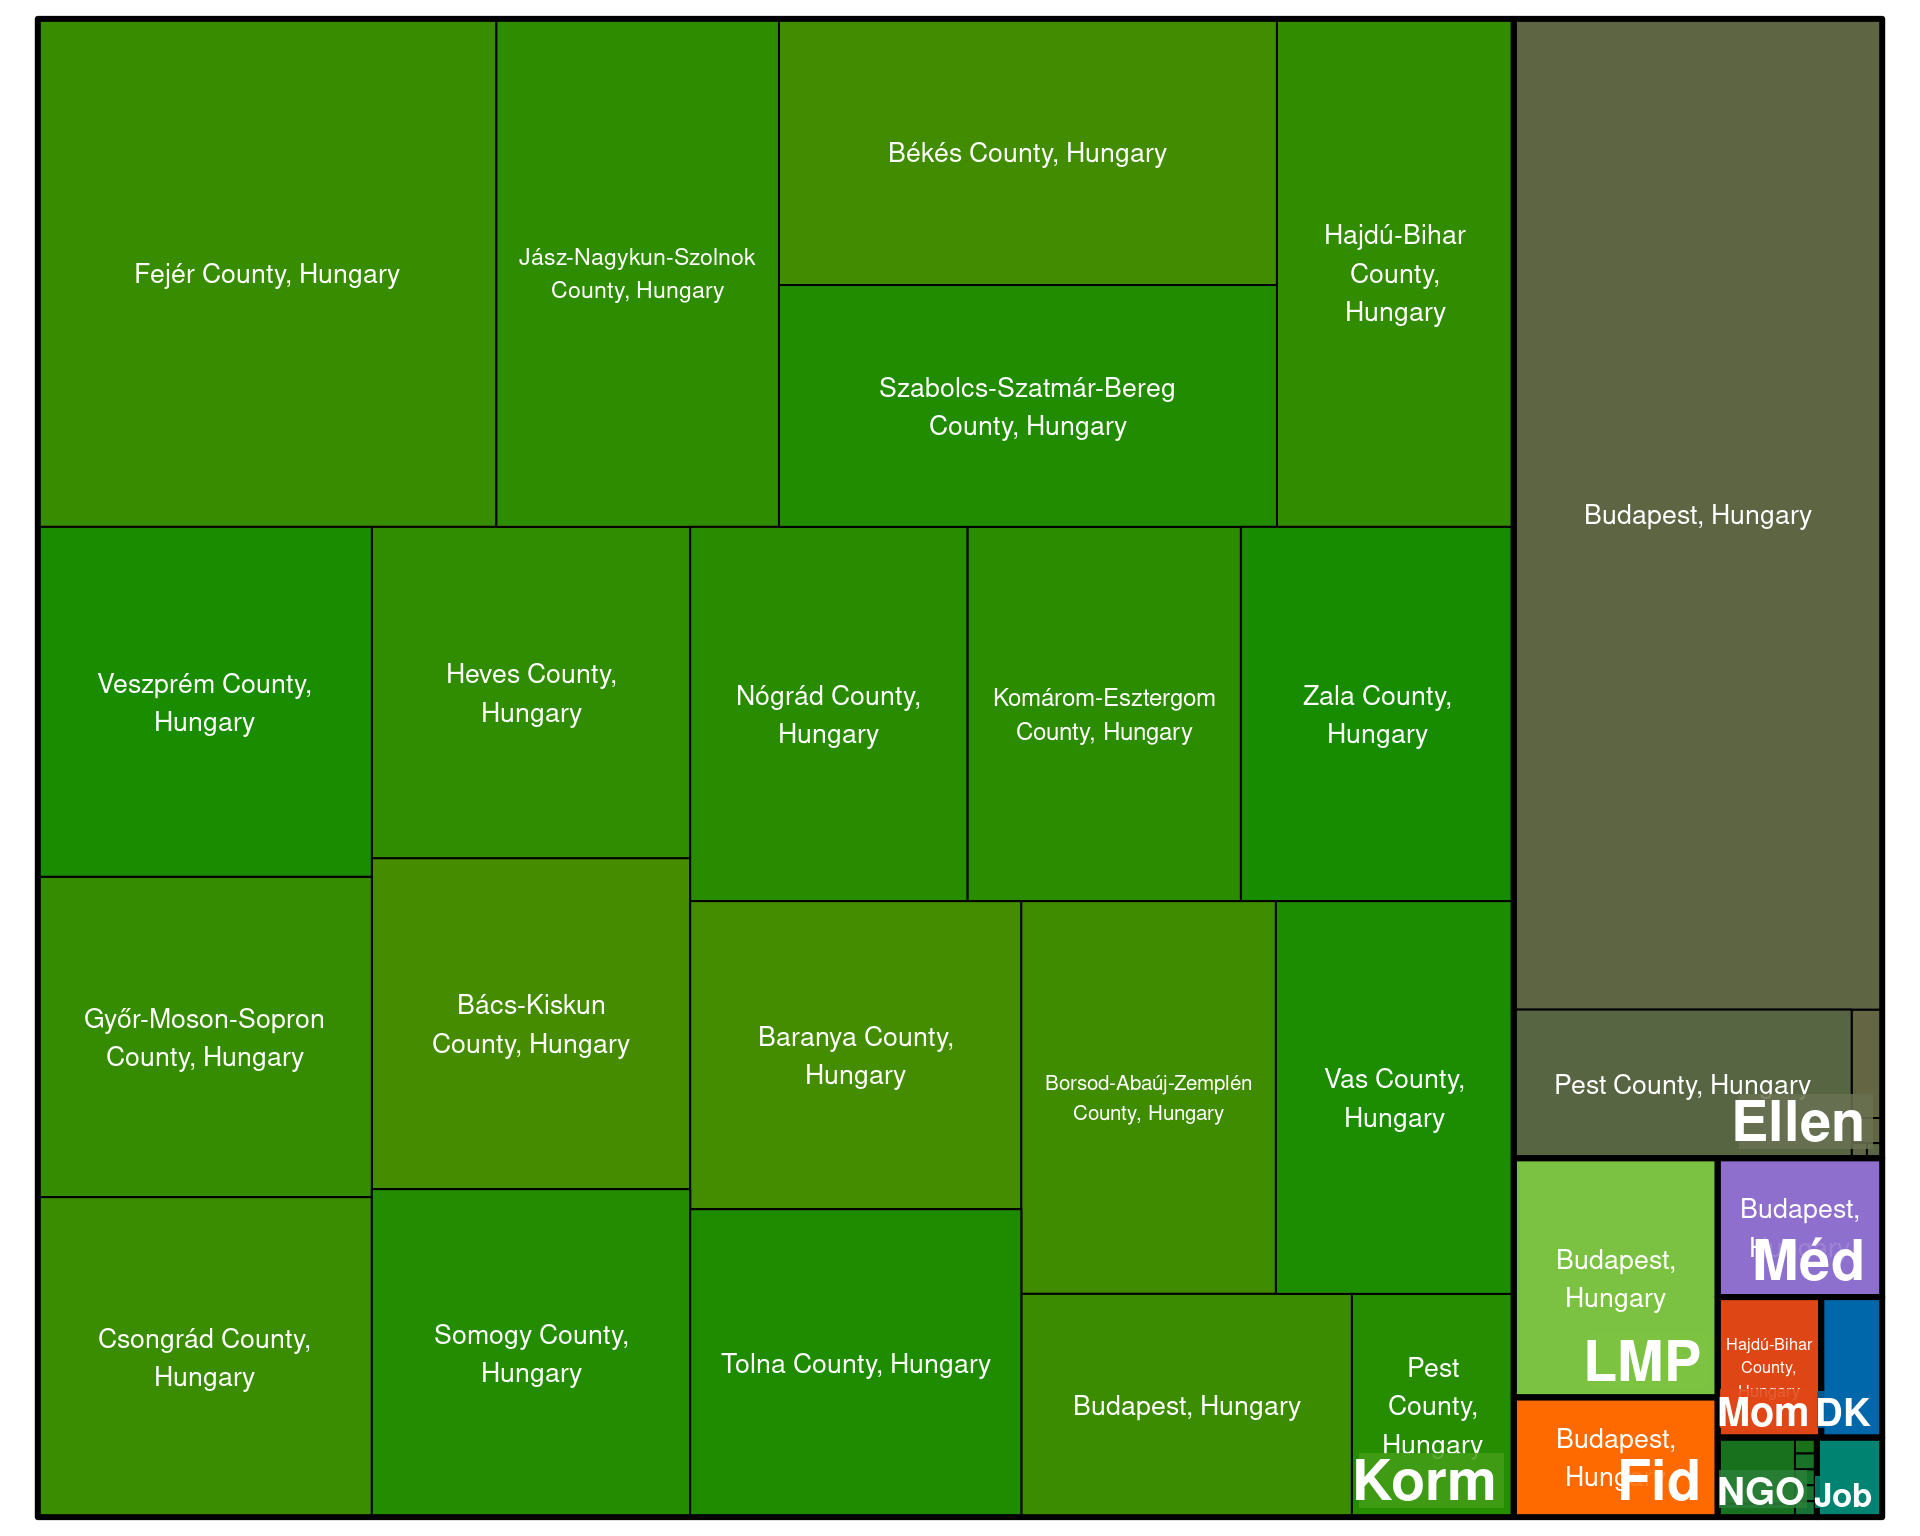 Fejér County, Hungary
Jász-Nagykun-Szolnok
County, Hungary
Békés County, Hungary
Szabolcs-Szatmár-Bereg
County, Hungary
Hajdú-Bihar
County,
Hungary
Veszprém County,
Hungary
Heves County,
Hungary
Nógrád County,
Hungary
Komárom-Esztergom
County, Hungary
Zala County,
Hungary
Győr-Moson-Sopron
County, Hungary
Bács-Kiskun
County, Hungary
Baranya County,
Hungary
Borsod-Abaúj-Zemplén
County, Hungary
Vas County,
Hungary
Csongrád County,
Hungary
Somogy County,
Hungary
Tolna County, Hungary
Budapest, Hungary
Pest
County,
Hungary
Korm
Budapest, Hungary
Pest County, Hungary
Ellen
Budapest,
Hungary
LMP
Budapest,
Méd
Hajdú-Bihar
County,
Hungary
Mom
DK
Budapest,
Fid
NGO
Job